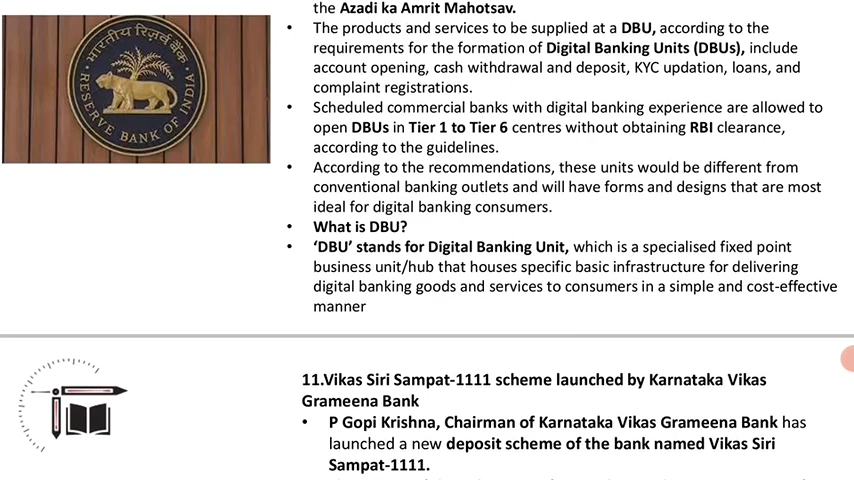 the Azadi ka Amrit Mahotsav.
• The products and services to be supplied at a DBU, according to the
requirements for the formation of Digital Banking Units (DBUs), include
account opening, cash withdrawal and deposit, KYC updation, loans, and
complaint registrations.
• Scheduled commercial banks with digital banking experience are allowed to
open DBUs in Tier 1 to Tier 6 centres without obtaining RBI clearance,
according to the guidelines.
• According to the recommendations, these units would be different from
conventional banking outlets and will have forms and designs that are most
ideal for digital banking consumers.
• What is DBU?
• ‘DBU’ stands for Digital Banking Unit, which is a specialised fixed point
business unit/hub that houses specific basic infrastructure for delivering
digital banking goods and services to consumers in a simple and cost-effective
manner
भारतीय रिज़र्व बैंक
RESERVE BANK OF INDIA
11.Vikas Siri Sampat-1111 scheme launched by Karnataka Vikas
Grameena Bank
• P Gopi Krishna, Chairman of Karnataka Vikas Grameena Bank has
launched a new deposit scheme of the bank named Vikas Siri
Sampat-1111.